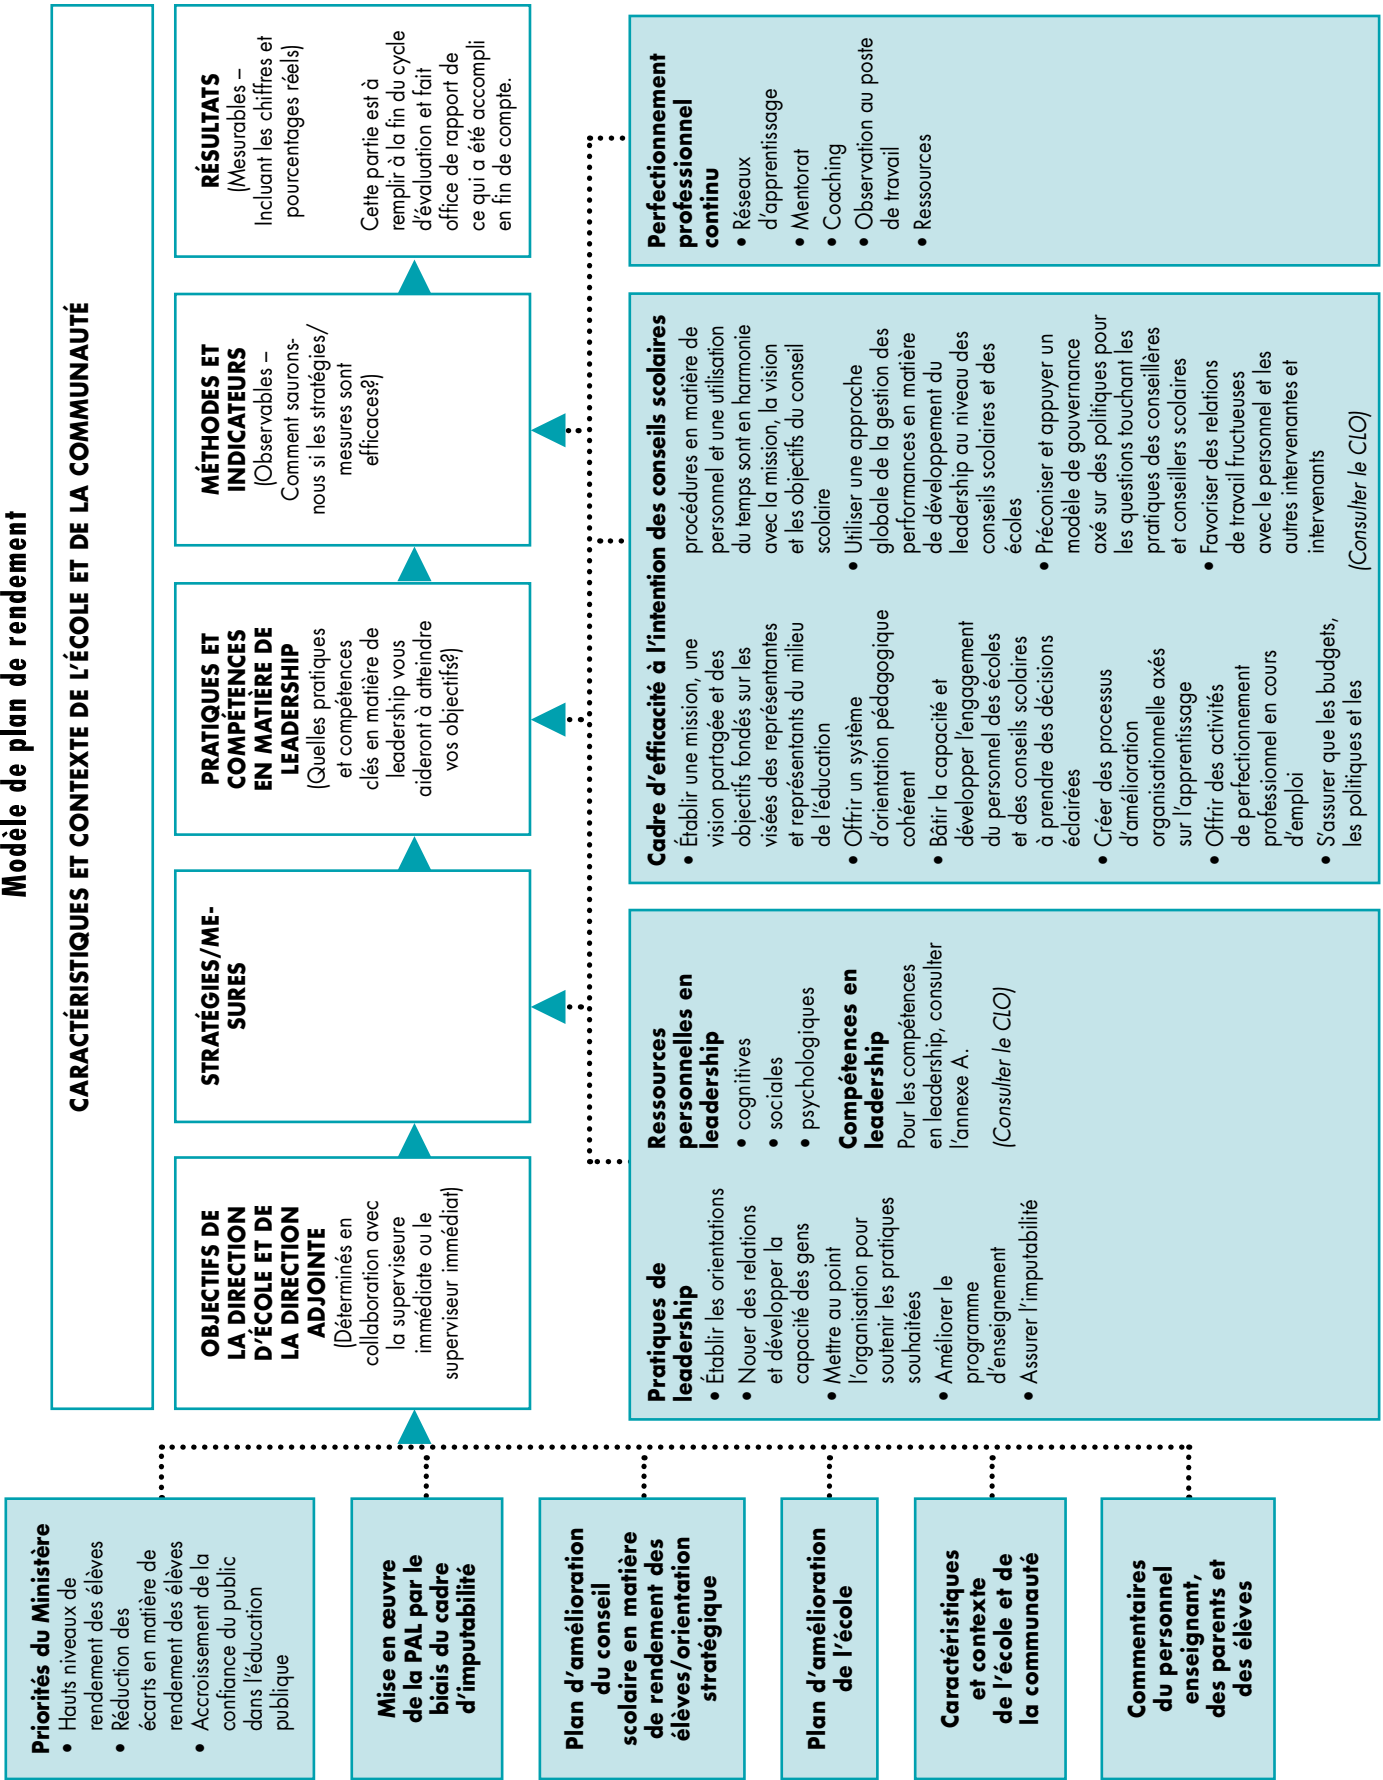 Modèle de plan de rendement
CARACTÉRISTIQUES ET CONTEXTE DE L’ÉCOLE ET DE LA COMMUNAUTÉ
Priorités du Ministère
• Hauts niveaux de
rendement des élèves
• Réduction des
écarts en matière de
rendement des élèves
• Accroissement de la
confiance du public
dans l’éducation
publique
Mise en œuvre
de la PAL par le
biais du cadre
d’imputabilité
Plan d’amélioration
du conseil
scolaire en matière
de rendement des
élèves/orientation
stratégique
Plan d’amélioration
de l’école
Caractéristiques
et contexte
de l’école et de
la communauté
Commentaires
du personnel
enseignant,
des parents et
des élèves
OBJECTIFS DE
LA DIRECTION
D’ÉCOLE ET DE
LA DIRECTION
ADJOINTE
(Déterminés en
collaboration avec
la superviseure
immédiate ou le
superviseur immédiat)
STRATÉGIES/ME-
SURES
PRATIQUES ET
COMPÉTENCES
EN MATIÈRE DE
LEADERSHIP
(Quelles pratiques
et compétences
clés en matière de
leadership vous
aideront à atteindre
vos objectifs?)
MÉTHODES ET
INDICATEURS
(Observables –
Comment saurons-
nous si les stratégies/
mesures sont
efficaces?)
RÉSULTATS
(Mesurables –
Incluant les chiffres et
pourcentages réels)
Cette partie est à
remplir à la fin du cycle
d’évaluation et fait
office de rapport de
ce qui a été accompli
en fin de compte.
Pratiques de
leadership
• Établir les orientations
• Nouer des relations
et développer la
capacité des gens
• Mettre au point
l’organisation pour
soutenir les pratiques
souhaitées
• Améliorer le
programme
d’enseignement
• Assurer l’imputabilité
Ressources
personnelles en
leadership
• cognitives
• sociales
• psychologiques
Compétences en
leadership
Pour les compétences
en leadership, consulter
l’annexe A.
(Consulter le CLO)
Cadre d’efficacité à l’intention des conseils scolaires
• Établir une mission, une
vision partagée et des
objectifs fondés sur les
visées des représentantes
et représentants du milieu
de l’éducation
• Offrir un système
d’orientation pédagogique
cohérent
• Bâtir la capacité et
développer l’engagement
du personnel des écoles
et des conseils scolaires
à prendre des décisions
éclairées
• Créer des processus
d’amélioration
organisationnelle axés
sur l’apprentissage
• Offrir des activités
de perfectionnement
professionnel en cours
d’emploi
• S’assurer que les budgets,
les politiques et les
procédures en matière de
personnel et une utilisation
du temps sont en harmonie
avec la mission, la vision
et les objectifs du conseil
scolaire
• Utiliser une approche
globale de la gestion des
performances en matière
de développement du
leadership au niveau des
conseils scolaires et des
écoles
• Préconiser et appuyer un
modèle de gouvernance
axé sur des politiques pour
les questions touchant les
pratiques des conseillères
et conseillers scolaires
• Favoriser des relations
de travail fructueuses
avec le personnel et les
autres intervenantes et
intervenants
(Consulter le CLO)
Perfectionnement
professionnel
continu
• Réseaux
d’apprentissage
• Mentorat
• Coaching
• Observation au poste
de travail
• Ressources